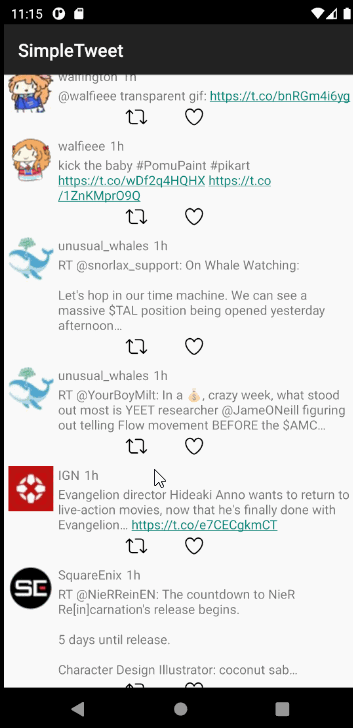 11:15
SimpleTweet
walfington 1h
@walfieee transparent gif: https://t.co/bnRGm4i6yg
walfieee 1h
kick the baby #PomuPaint #pikart
https://t.co/wDf2q4HQHX https://t.co
/1ZnKMprO9Q
unusual_whales 1h
RT @snorlax_support: On Whale Watching:
Let's hop in our time machine. We can see a
massive $TAL position being opened yesterday
afternoon…
unusual_whales 1h
RT @YourBoyMilt: In a 💰, crazy week, what stood
out most is YEET researcher @JameONeill figuring
out telling Flow movement BEFORE the $AMC…
IGN 1h
Evangelion director Hideaki Anno wants to return to
live-action movies, now that he's finally done with
Evangelion… https://t.co/e7CECgkmCT
SquareEnix 1h
RT @NieRReinEN: The countdown to NieR
Re[in]carnation's release begins.
5 days until release.
Character Design Illustrator: coconut sab…